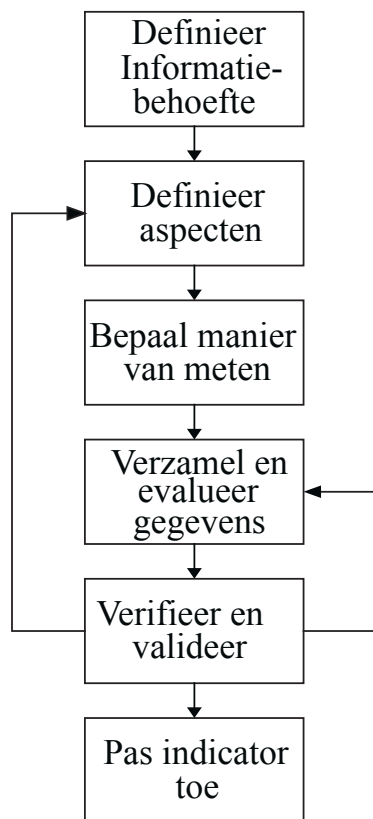 Definieer
Informatie-
behoefte
Definieer
aspecten
Bepaal manier
van meten
Verzamel en
evalueer
gegevens
Verifieer en
valideer
Pas indicator
toe